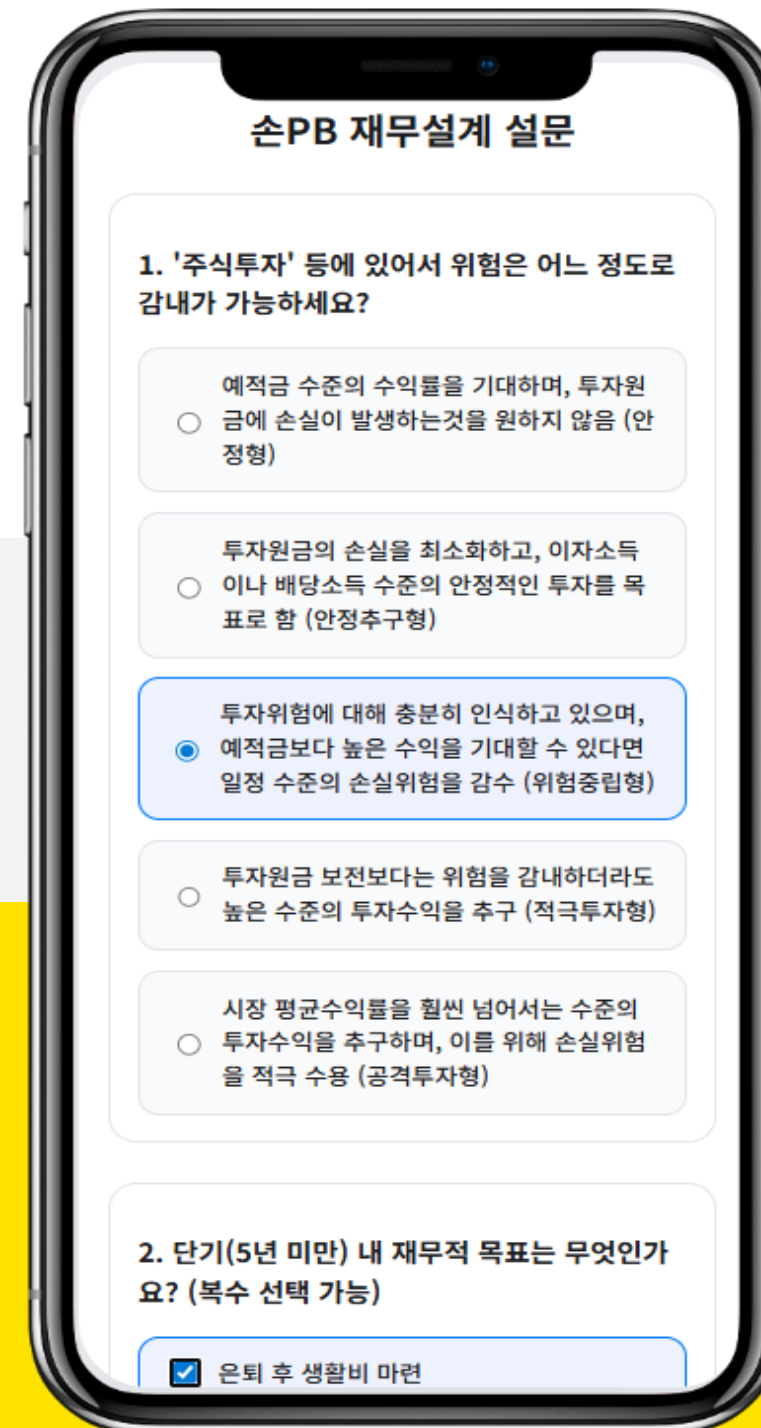 손PB 재무설계 설문
1. '주식투자' 등에 있어서 위험은 어느 정도로
감내가 가능하세요?
예적금 수준의 수익률을 기대하며, 투자원
금에 손실이 발생하는것을 원하지 않음 (안
정형)
투자원금의 손실을 최소화하고, 이자소득
이나 배당소득 수준의 안정적인 투자를 목
표로 함 (안정추구형)
투자위험에 대해 충분히 인식하고 있으며,
예적금보다 높은 수익을 기대할 수 있다면
일정 수준의 손실위험을 감수 (위험중립형)
투자원금 보전보다는 위험을 감내하더라도
높은 수준의 투자수익을 추구 (적극투자형)
시장 평균수익률을 훨씬 넘어서는 수준의
투자수익을 추구하며, 이를 위해 손실위험
을 적극 수용 (공격투자형)
2. 단기(5년 미만) 내 재무적 목표는 무엇인가
요? (복수 선택 가능)
은퇴 후 생활비 마련